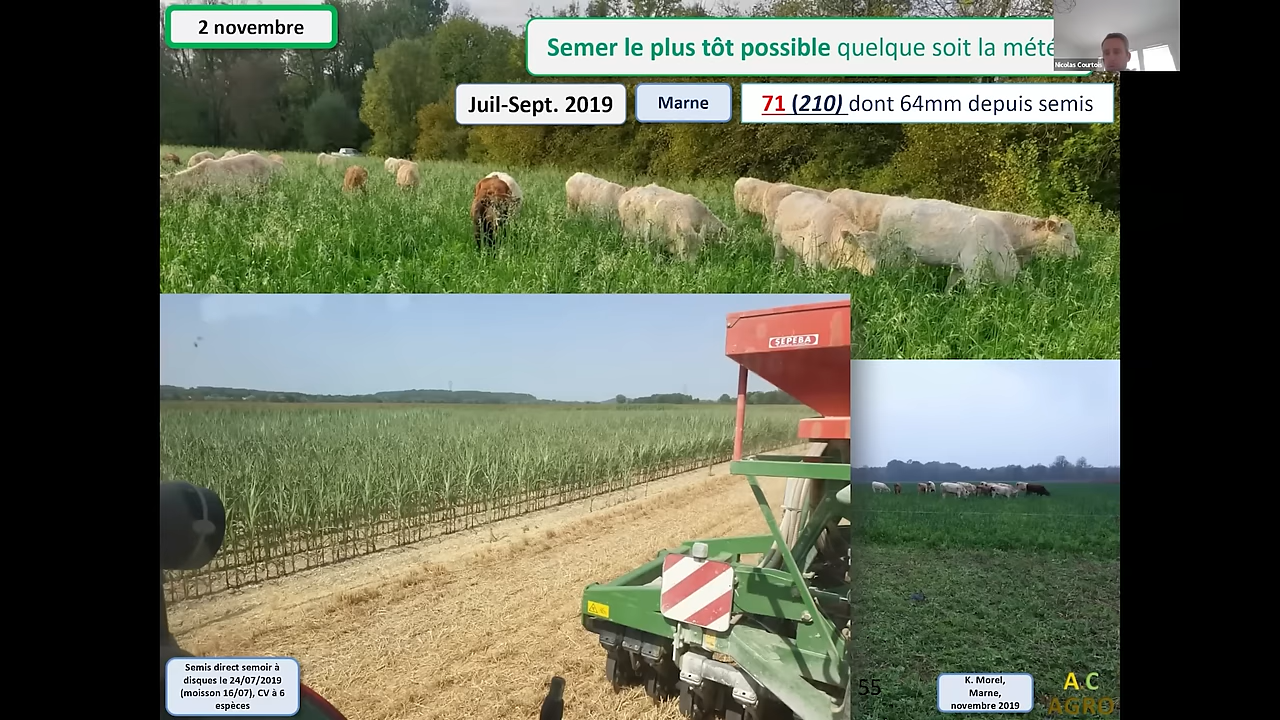 2 novembre
Semer le plus tôt possible quelque soit la mété
Nicolas Courtois
Juil-Sept. 2019
Marne
71 (210) dont 64mm depuis semis
SEPEBA
Semis direct semoir à
disques le 24/07/2019
(moisson 16/07), CV à 6
espèces
55
K. Morel,
Marne,
novembre 2019
AC
AGRO